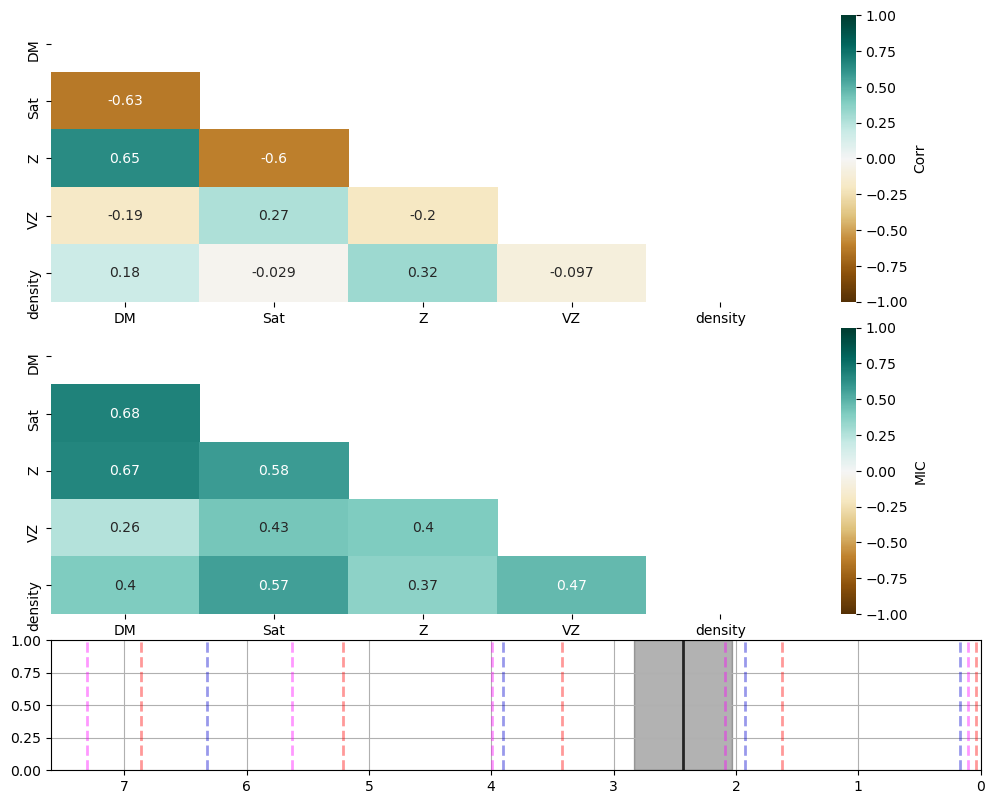 DM
Sat
Z
VZ
density
-0.63
0.65 -0.6
-0.19 0.27 -0.2
0.18 -0.029 0.32 -0.097
DM Sat Z VZ density
1.00
0.75
0.50
0.25
0.00
−0.25
−0.50
−0.75
−1.00
Corr
DM
Sat
Z
VZ
density
0.68
0.67 0.58
0.26 0.43 0.4
0.4 0.57 0.37 0.47
DM Sat Z VZ density
1.00
0.75
0.50
0.25
0.00
−0.25
−0.50
−0.75
−1.00
MIC
1.00
0.75
0.50
0.25
0.00
7 6 5 4 3 2 1 0